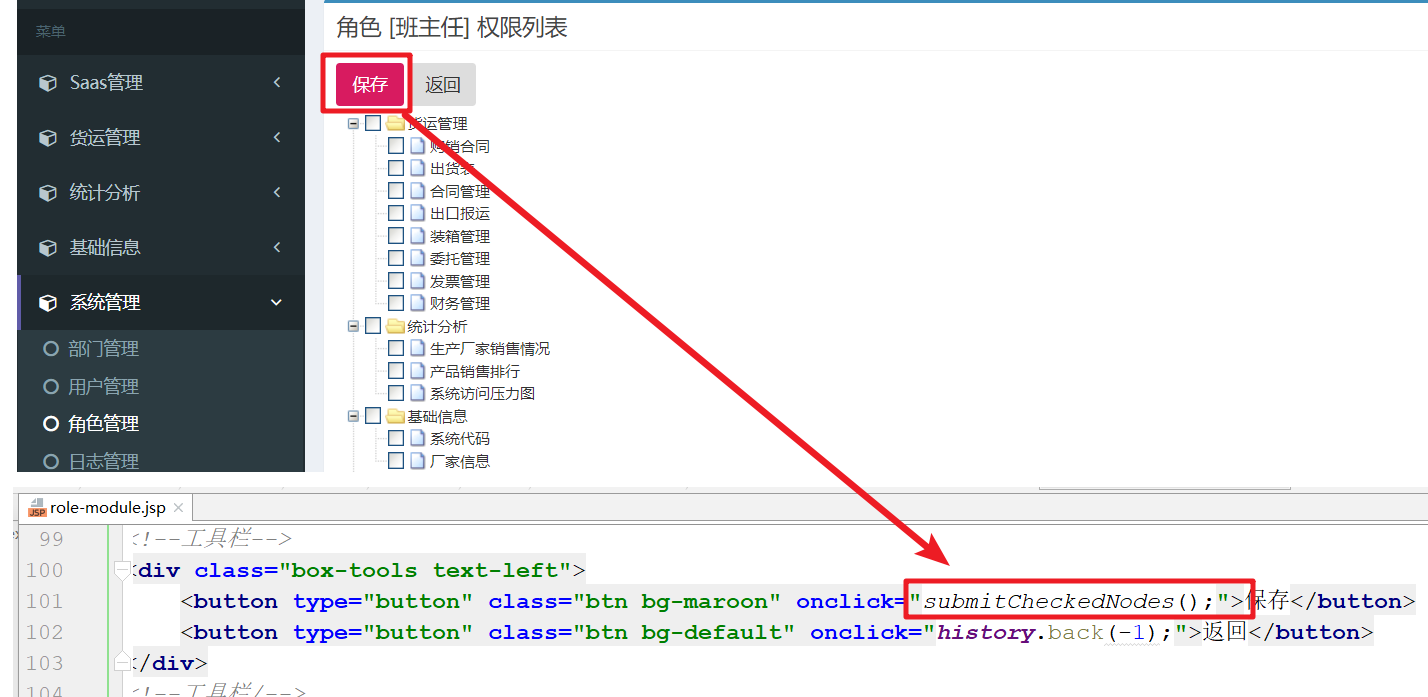 菜单
Saas管理
货运管理
统计分析
基础信息
系统管理
部门管理
用户管理
角色管理
日志管理
角色 [班主任] 权限列表
保存 返回
货运管理
购销合同
出货表
合同管理
出口报运
装箱管理
委托管理
发票管理
财务管理
统计分析
生产厂家销售情况
产品销售排行
系统访问压力图
基础信息
系统代码
厂家信息
role-module.jsp
99 <!--工具栏-->
100 <div class="box-tools text-left">
101 <button type="button" class="btn bg-maroon" onclick="submitCheckedNodes();">保存</button>
102 <button type="button" class="btn bg-default" onclick="history.back(-1);">返回</button>
103 </div>
104 <!--工具栏/-->